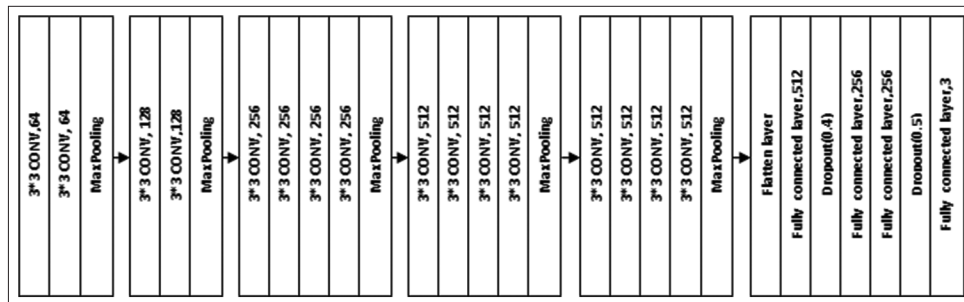 3*3 CONV,64
3*3 CONV, 64
MaxPooling
3*3 CONV, 128
3*3 CONV,128
MaxPooling
3*3 CONV, 256
3*3 CONV, 256
3*3 CONV, 256
3*3 CONV, 256
MaxPooling
3*3 CONV, 512
3*3 CONV, 512
3*3 CONV, 512
3*3 CONV, 512
MaxPooling
3*3 CONV, 512
3*3 CONV, 512
3*3 CONV, 512
3*3 CONV, 512
MaxPooling
Flatten layer
Fully connected layer,512
Dropout(0.4)
Fully connected layer,256
Fully connected layer,256
Dropout(0.5)
Fully connected layer,3